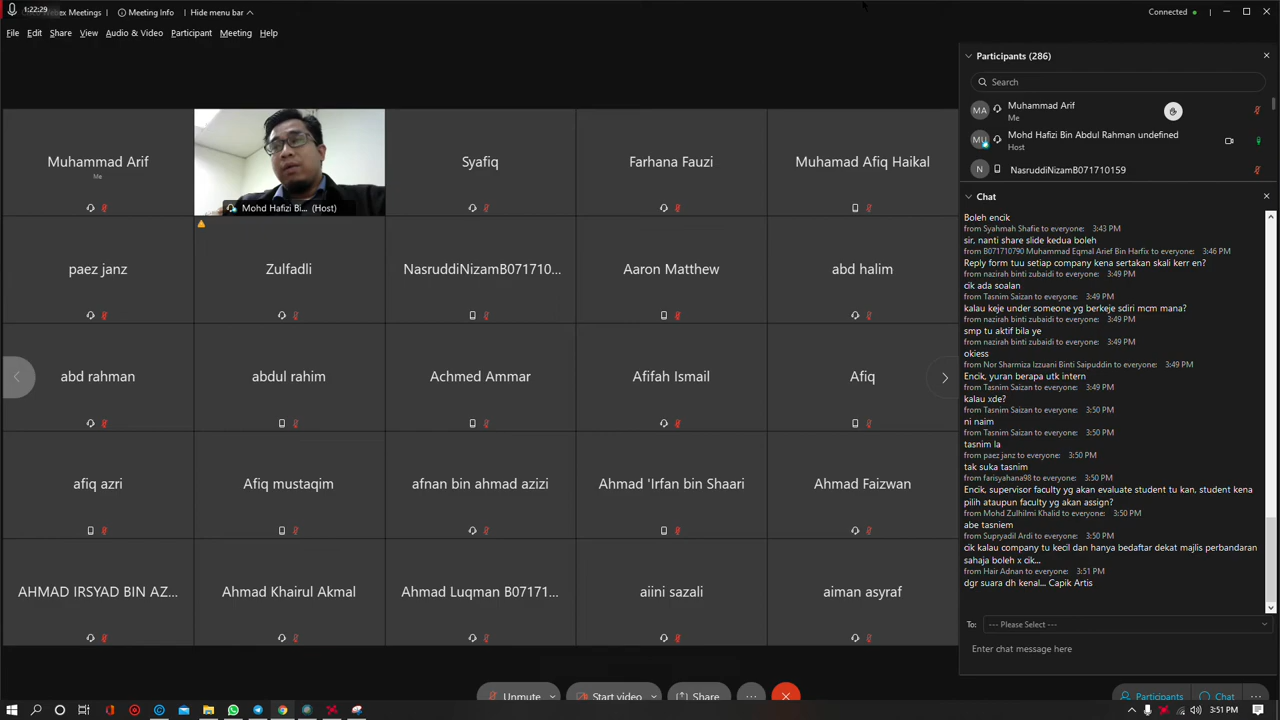 1:22:29
ex Meetings
Meeting Info
Hide menu bar
Connected
File Edit Share View Audio & Video Participant Meeting Help
Muhammad Arif
Me
Mohd Hafizi Bi... (Host)
Syafiq
Farhana Fauzi
Muhamad Afiq Haikal
paez janz
Zulfadli
NasruddiNizamB071710...
Aaron Matthew
abd halim
abd rahman
abdul rahim
Achmed Ammar
Afifah Ismail
Afiq
afiq azri
Afiq mustaqim
afnan bin ahmad azizi
Ahmad 'Irfan bin Shaari
Ahmad Faizwan
AHMAD IRSYAD BIN AZ...
Ahmad Khairul Akmal
Ahmad Luqman B07171...
aiini sazali
aiman asyraf
Unmute
Start video
Share
Participants (286)
Search
MA
Muhammad Arif
Me
MU
Mohd Hafizi Bin Abdul Rahman undefined
Host
N
NasruddiNizamB071710159
Chat
Boleh encik
from Syahmah Shafie to everyone: 3:43 PM
sir, nanti share slide kedua boleh
from B071710790 Muhammad Eqmal Arief Bin Harfix to everyone: 3:46 PM
Reply form tuu setiap company kena sertakan skali kerr en?
from nazirah binti zubaidi to everyone: 3:49 PM
cik ada soalan
from Tasnim Saizan to everyone: 3:49 PM
kalau keje under someone yg berkeje sdiri mcm mana?
from nazirah binti zubaidi to everyone: 3:49 PM
smp tu aktif bila ye
from nazirah binti zubaidi to everyone: 3:49 PM
okiess
from Nor Sharmiza Izzuani Binti Saipuddin to everyone: 3:49 PM
Encik, yuran berapa utk intern
from Tasnim Saizan to everyone: 3:49 PM
kalau xde?
from Tasnim Saizan to everyone: 3:50 PM
ni naim
from Tasnim Saizan to everyone: 3:50 PM
tasnim la
from paez janz to everyone: 3:50 PM
tak suka tasnim
from farisyahana98 to everyone: 3:50 PM
Encik, supervisor faculty yg akan evaluate student tu kan, student kena
pilih ataupun faculty yg akan assign?
from Mohd Zulhilmi Khalid to everyone: 3:50 PM
abe tasniem
from Supryadil Ardi to everyone: 3:50 PM
cik kalau company tu kecil dan hanya bedaftar dekat majlis perbandaran
sahaja boleh x cik...
from Hair Adnan to everyone: 3:51 PM
dgr suara dh kenal... Capik Artis
To: --- Please Select ---
Enter chat message here
Participants
Chat
3:51 PM